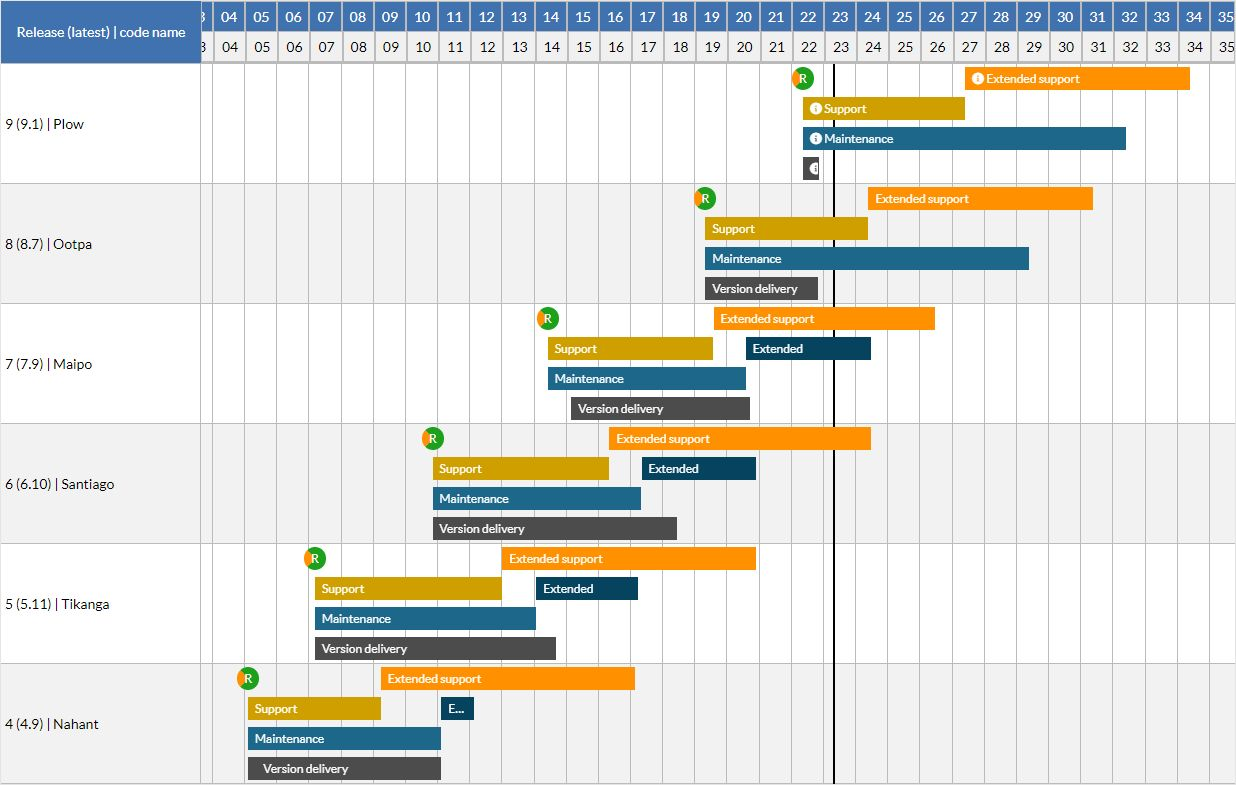 Release (latest) | code name
3 04 05 06 07 08 09 10 11 12 13 14 15 16 17 18 19 20 21 22 23 24 25 26 27 28 29 30 31 32 33 34 35
3 04 05 06 07 08 09 10 11 12 13 14 15 16 17 18 19 20 21 22 23 24 25 26 27 28 29 30 31 32 33 34 35
9 (9.1) | Plow
R
i Extended support
i Support
i Maintenance
i
8 (8.7) | Ootpa
R
Extended support
Support
Maintenance
Version delivery
7 (7.9) | Maipo
R
Extended support
Support
Extended
Maintenance
Version delivery
6 (6.10) | Santiago
R
Extended support
Support
Extended
Maintenance
Version delivery
5 (5.11) | Tikanga
R
Extended support
Support
Extended
Maintenance
Version delivery
4 (4.9) | Nahant
R
Extended support
Support
E...
Maintenance
Version delivery